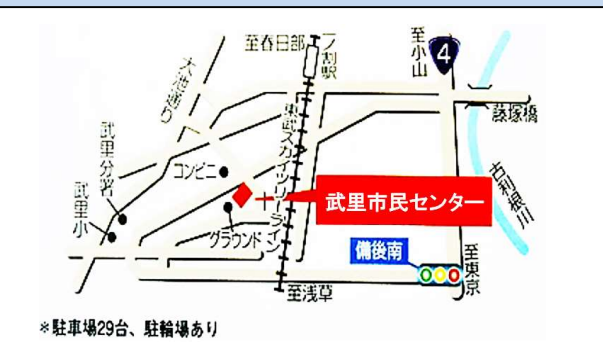 至春日部
一ノ割駅
至小山
4
大池通り
東武スカイツリーライン
藤塚橋
古利根川
武里分署
武里小
コンビニ
武里市民センター
グラウンド
備後南
至浅草
至東京
*駐車場29台、駐輪場あり